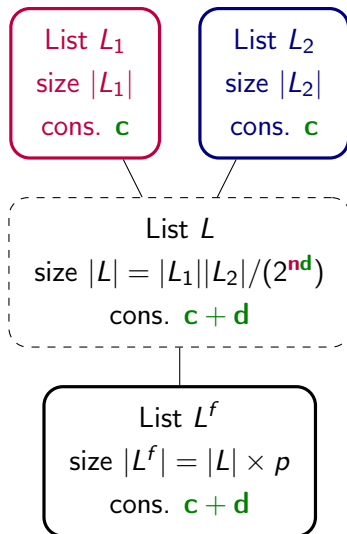 List L₁
size |L₁|
cons. c
List L₂
size |L₂|
cons. c
List L
size |L| = |L₁||L₂|/(2ⁿᵈ)
cons. c + d
List Lᶠ
size |Lᶠ| = |L| × p
cons. c + d